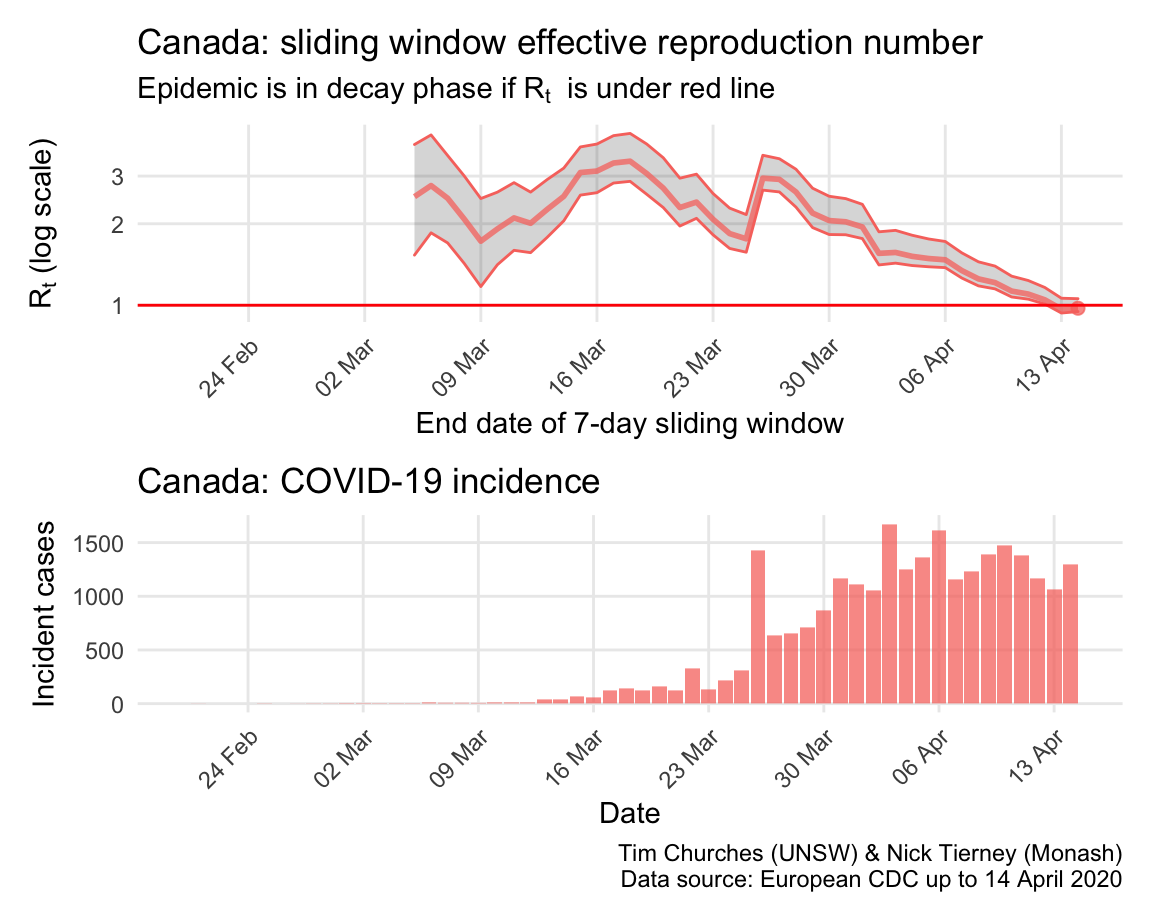 Canada: sliding window effective reproduction number
Epidemic is in decay phase if Rt is under red line
Rt (log scale)
3
2
1
24 Feb
02 Mar
09 Mar
16 Mar
23 Mar
30 Mar
06 Apr
13 Apr
End date of 7-day sliding window
Canada: COVID-19 incidence
Incident cases
1500
1000
500
0
24 Feb
02 Mar
09 Mar
16 Mar
23 Mar
30 Mar
06 Apr
13 Apr
Date
Tim Churches (UNSW) & Nick Tierney (Monash)
Data source: European CDC up to 14 April 2020